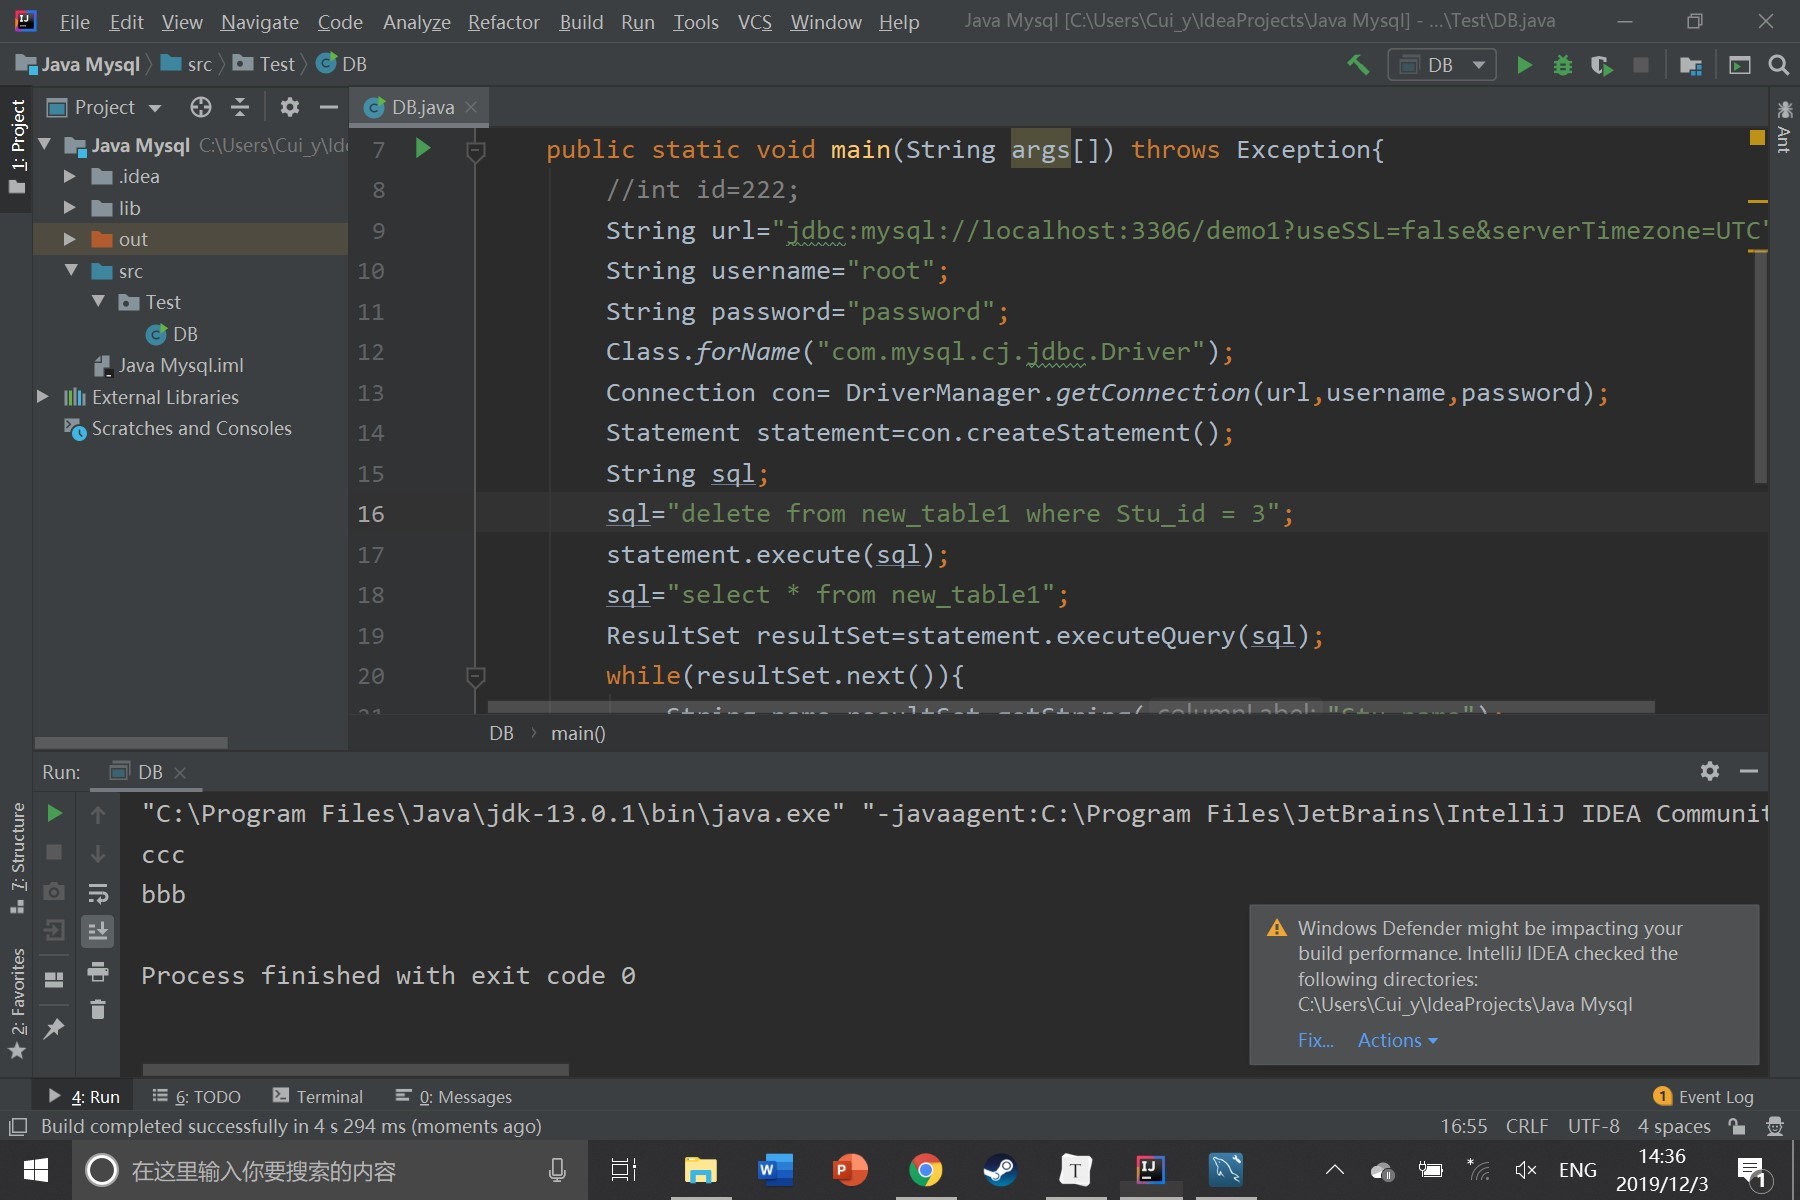 File Edit View Navigate Code Analyze Refactor Build Run Tools VCS Window Help Java Mysql [C:\Users\Cui_y\IdeaProjects\Java Mysql] - ...\Test\DB.java
Java Mysql src Test DB
DB
1: Project
Project
DB.java
Ant
Java Mysql C:\Users\Cui_y\Ide
.idea
lib
out
src
Test
DB
Java Mysql.iml
External Libraries
Scratches and Consoles
7 public static void main(String args[]) throws Exception{
8 //int id=222;
9 String url="jdbc:mysql://localhost:3306/demo1?useSSL=false&serverTimezone=UTC"
10 String username="root";
11 String password="password";
12 Class.forName("com.mysql.cj.jdbc.Driver");
13 Connection con= DriverManager.getConnection(url,username,password);
14 Statement statement=con.createStatement();
15 String sql;
16 sql="delete from new_table1 where Stu_id = 3";
17 statement.execute(sql);
18 sql="select * from new_table1";
19 ResultSet resultSet=statement.executeQuery(sql);
20 while(resultSet.next()){
21 String name=resultSet.getString( columnLabel: "Stu_name");
DB main()
Run: DB
7: Structure
2: Favorites
"C:\Program Files\Java\jdk-13.0.1\bin\java.exe" "-javaagent:C:\Program Files\JetBrains\IntelliJ IDEA Communit
ccc
bbb
Process finished with exit code 0
Windows Defender might be impacting your
build performance. IntelliJ IDEA checked the
following directories:
C:\Users\Cui_y\IdeaProjects\Java Mysql
Fix... Actions
4: Run 6: TODO Terminal 0: Messages 1 Event Log
Build completed successfully in 4 s 294 ms (moments ago) 16:55 CRLF UTF-8 4 spaces
在这里输入你要搜索的内容
ENG
14:36
2019/12/3
1